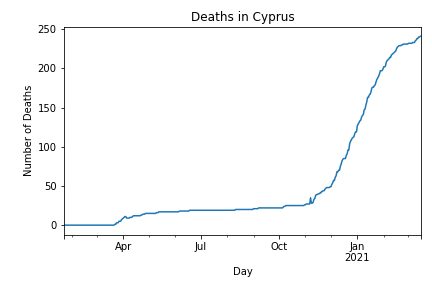 Deaths in Cyprus
Number of Deaths
250
200
150
100
50
0
Apr
Jul
Oct
Jan
2021
Day